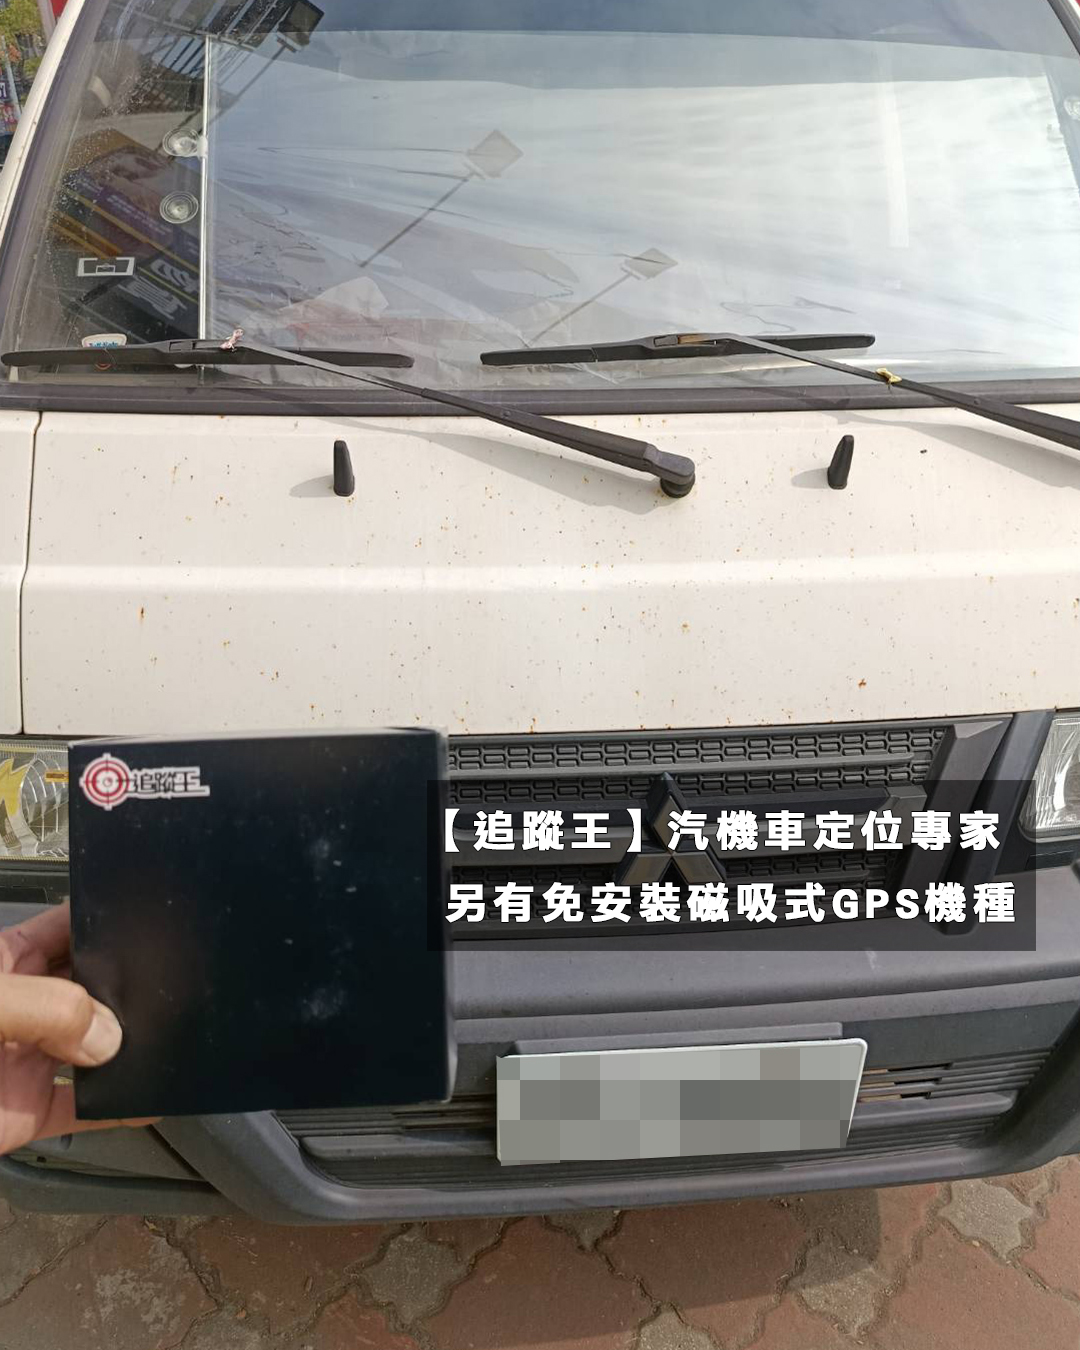 追蹤王
【追蹤王】汽機車定位專家
另有免安裝磁吸式GPS機種